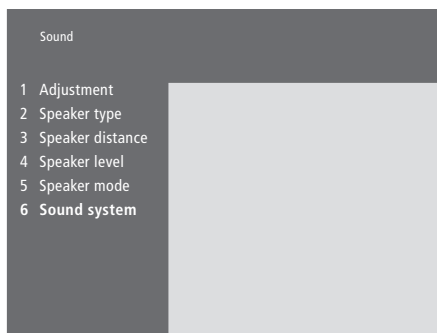 Sound
1 Adjustment
2 Speaker type
3 Speaker distance
4 Speaker level
5 Speaker mode
6 Sound system